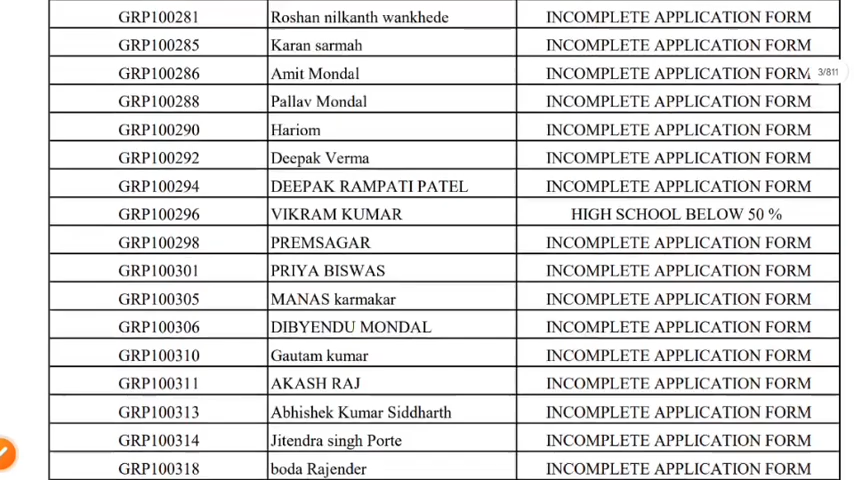 GRP100281 Roshan nilkanth wankhede INCOMPLETE APPLICATION FORM
GRP100285 Karan sarmah INCOMPLETE APPLICATION FORM
GRP100286 Amit Mondal INCOMPLETE APPLICATION FORM 3/811
GRP100288 Pallav Mondal INCOMPLETE APPLICATION FORM
GRP100290 Hariom INCOMPLETE APPLICATION FORM
GRP100292 Deepak Verma INCOMPLETE APPLICATION FORM
GRP100294 DEEPAK RAMPATI PATEL INCOMPLETE APPLICATION FORM
GRP100296 VIKRAM KUMAR HIGH SCHOOL BELOW 50 %
GRP100298 PREMSAGAR INCOMPLETE APPLICATION FORM
GRP100301 PRIYA BISWAS INCOMPLETE APPLICATION FORM
GRP100305 MANAS karmakar INCOMPLETE APPLICATION FORM
GRP100306 DIBYENDU MONDAL INCOMPLETE APPLICATION FORM
GRP100310 Gautam kumar INCOMPLETE APPLICATION FORM
GRP100311 AKASH RAJ INCOMPLETE APPLICATION FORM
GRP100313 Abhishek Kumar Siddharth INCOMPLETE APPLICATION FORM
GRP100314 Jitendra singh Porte INCOMPLETE APPLICATION FORM
GRP100318 boda Rajender INCOMPLETE APPLICATION FORM